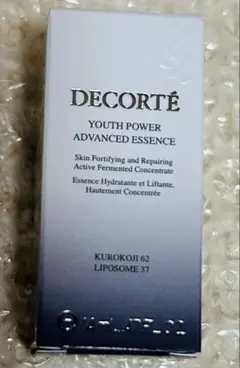 DECORTÉ
YOUTH POWER
ADVANCED ESSENCE
Skin Fortifying and Repairing
Active Fermented Concentrate
Essence Hydratante et Liftante,
Hautement Concentrée
KUROKOJI 62
LIPOSOME 37